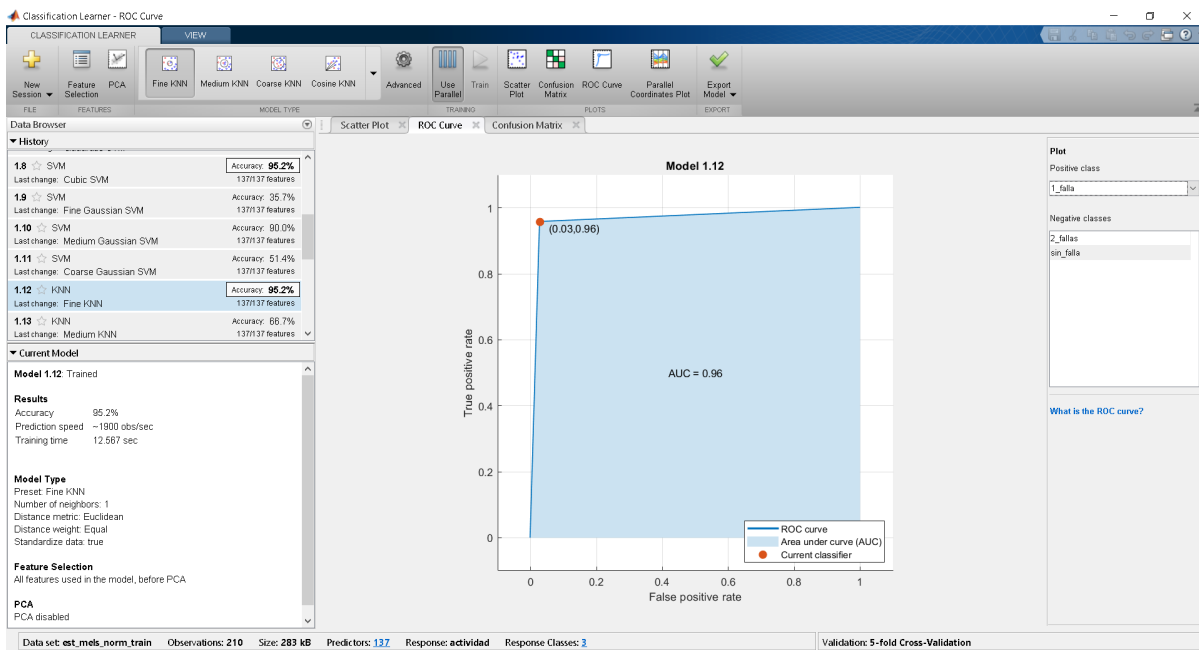 Classification Learner - ROC Curve
CLASSIFICATION LEARNER VIEW
New Session
Feature Selection
PCA
Fine KNN
Medium KNN
Coarse KNN
Cosine KNN
Advanced
Use Parallel
Train
Scatter Plot
Confusion Matrix
ROC Curve
Parallel Coordinates Plot
Export Model
FILE FEATURES MODEL TYPE TRAINING PLOTS EXPORT
Data Browser
History
1.8 SVM Accuracy: 95.2%
Last change: Cubic SVM 137/137 features
1.9 SVM Accuracy: 35.7%
Last change: Fine Gaussian SVM 137/137 features
1.10 SVM Accuracy: 90.0%
Last change: Medium Gaussian SVM 137/137 features
1.11 SVM Accuracy: 51.4%
Last change: Coarse Gaussian SVM 137/137 features
1.12 KNN Accuracy: 95.2%
Last change: Fine KNN 137/137 features
1.13 KNN Accuracy: 66.7%
Last change: Medium KNN 137/137 features
Current Model
Model 1.12: Trained
Results
Accuracy 95.2%
Prediction speed ~1900 obs/sec
Training time 12.567 sec
Model Type
Preset: Fine KNN
Number of neighbors: 1
Distance metric: Euclidean
Distance weight: Equal
Standardize data: true
Feature Selection
All features used in the model, before PCA
PCA
PCA disabled
Scatter Plot ROC Curve Confusion Matrix
Model 1.12
1
0.8
0.6
0.4
0.2
0
True positive rate
(0.03,0.96)
AUC = 0.96
ROC curve
Area under curve (AUC)
Current classifier
0 0.2 0.4 0.6 0.8 1
False positive rate
Plot
Positive class
1_falla
Negative classes
2_fallas
sin_falla
What is the ROC curve?
Data set: est_mels_norm_train Observations: 210 Size: 283 kB Predictors: 137 Response: actividad Response Classes: 3 Validation: 5-fold Cross-Validation